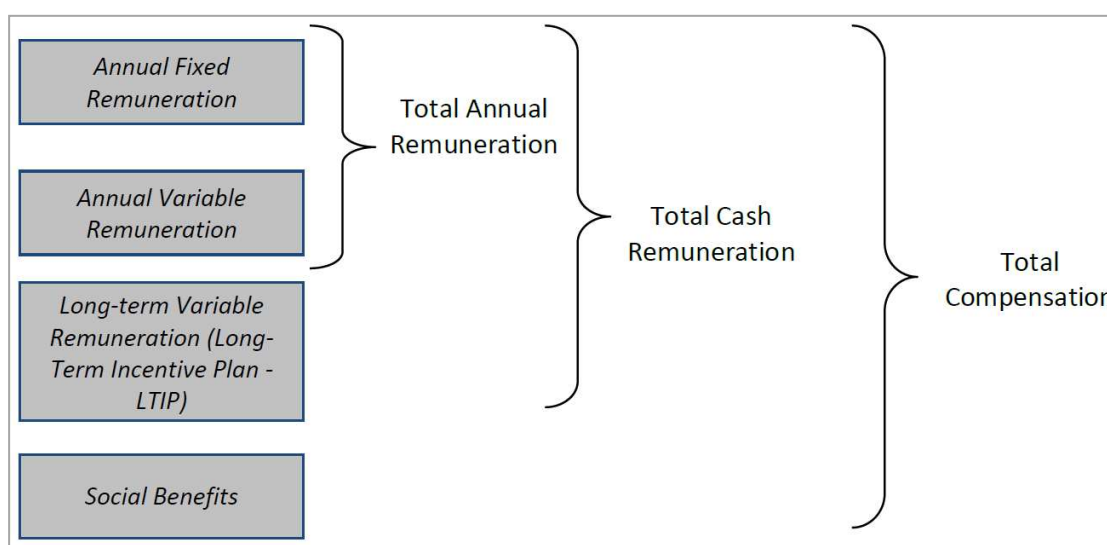 Annual Fixed
Remuneration
Annual Variable
Remuneration
Long-term Variable
Remuneration (Long-
Term Incentive Plan -
LTIP)
Social Benefits
Total Annual
Remuneration
Total Cash
Remuneration
Total
Compensation